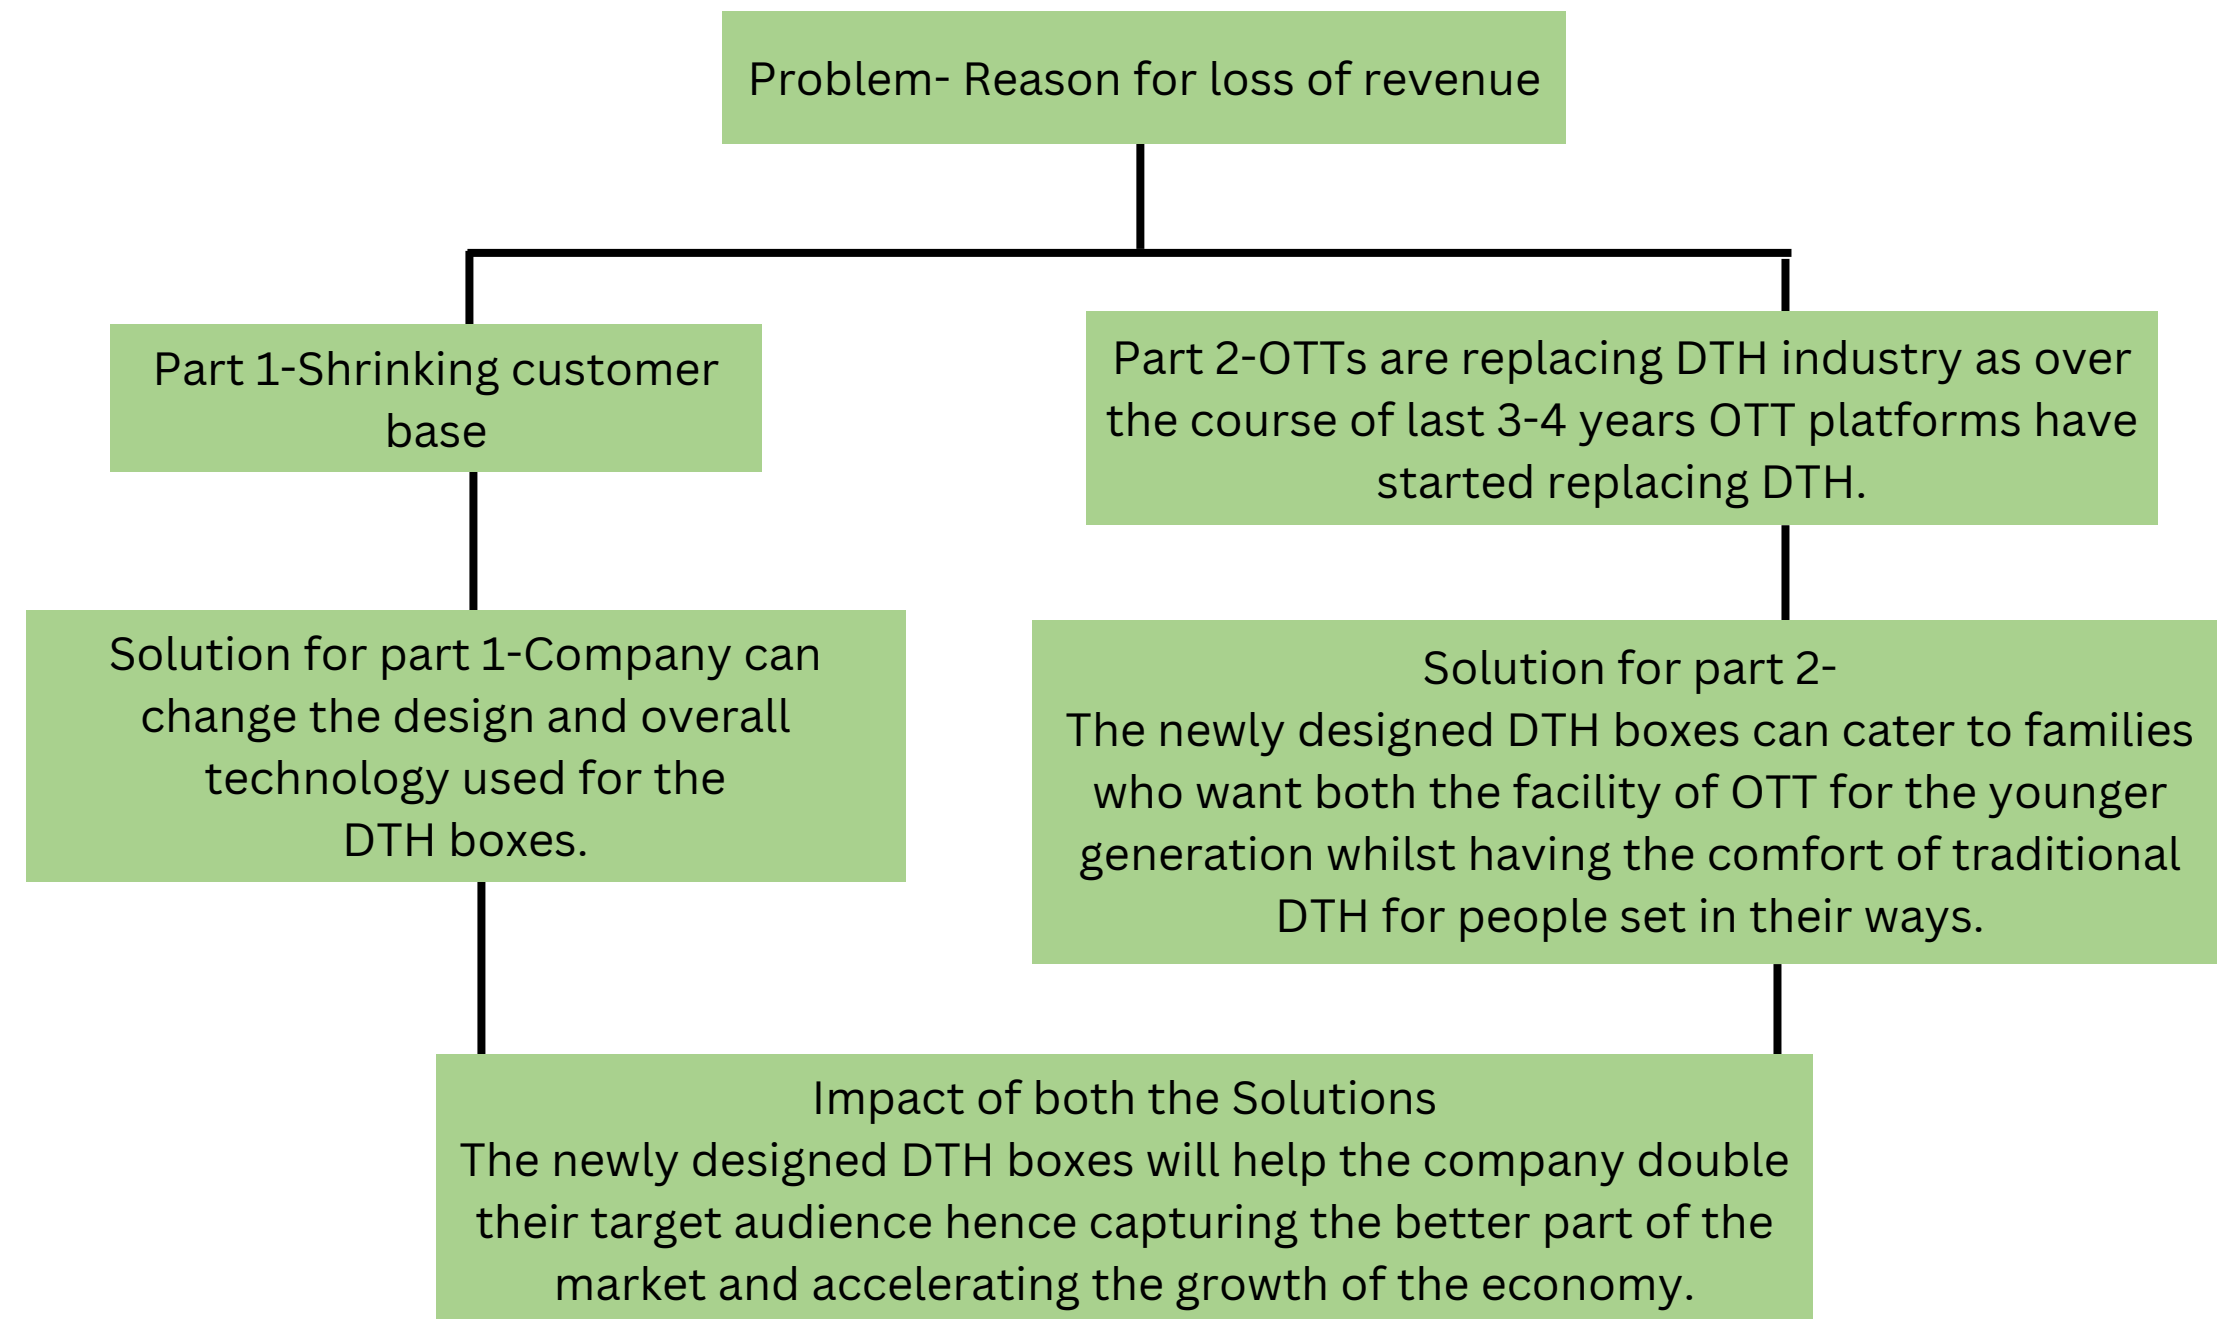 Problem- Reason for loss of revenue
Part 1-Shrinking customer
base
Part 2-OTTs are replacing DTH industry as over
the course of last 3-4 years OTT platforms have
started replacing DTH.
Solution for part 1-Company can
change the design and overall
technology used for the
DTH boxes.
Solution for part 2-
The newly designed DTH boxes can cater to families
who want both the facility of OTT for the younger
generation whilst having the comfort of traditional
DTH for people set in their ways.
Impact of both the Solutions
The newly designed DTH boxes will help the company double
their target audience hence capturing the better part of the
market and accelerating the growth of the economy.